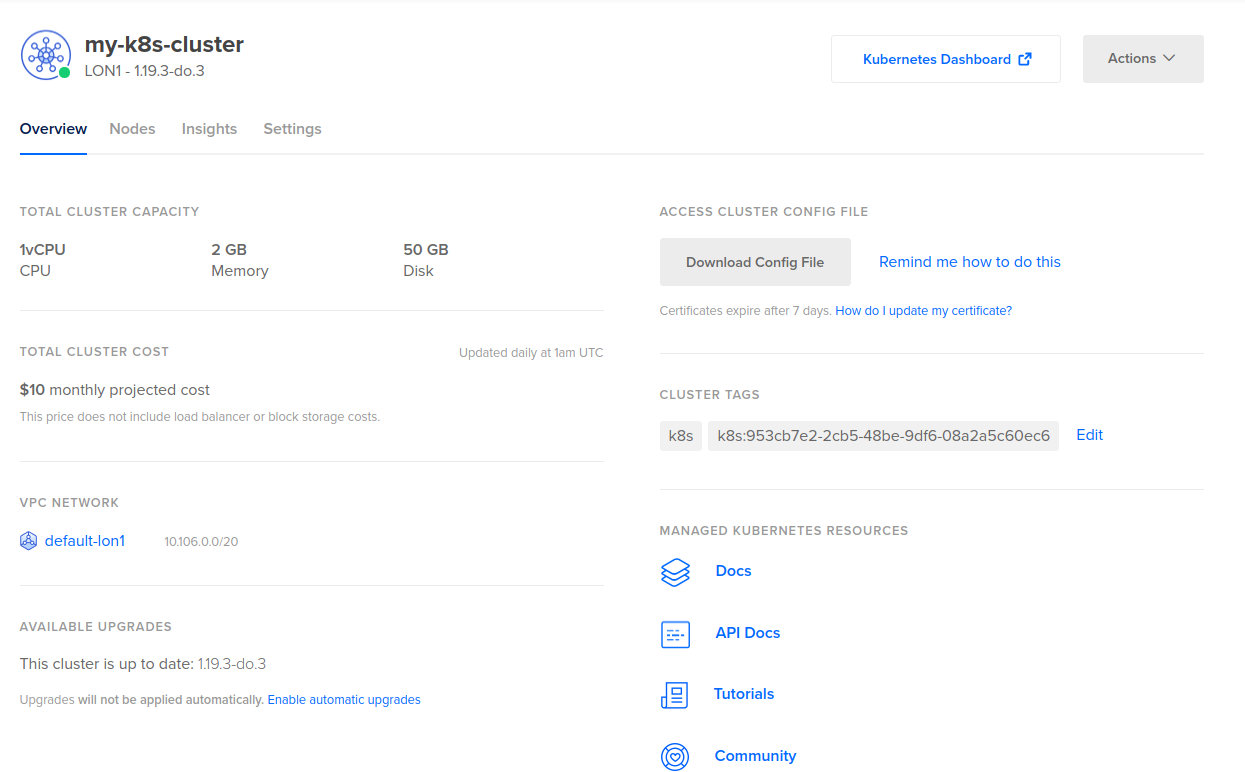 my-k8s-cluster
LON1 - 1.19.3-do.3
Kubernetes Dashboard
Actions
Overview
Nodes
Insights
Settings
TOTAL CLUSTER CAPACITY
1vCPU
CPU
2 GB
Memory
50 GB
Disk
TOTAL CLUSTER COST
Updated daily at 1am UTC
$10 monthly projected cost
This price does not include load balancer or block storage costs.
VPC NETWORK
default-lon1
10.106.0.0/20
AVAILABLE UPGRADES
This cluster is up to date: 1.19.3-do.3
Upgrades will not be applied automatically. Enable automatic upgrades
ACCESS CLUSTER CONFIG FILE
Download Config File
Remind me how to do this
Certificates expire after 7 days. How do I update my certificate?
CLUSTER TAGS
k8s
k8s:953cb7e2-2cb5-48be-9df6-08a2a5c60ec6
Edit
MANAGED KUBERNETES RESOURCES
Docs
API Docs
Tutorials
Community